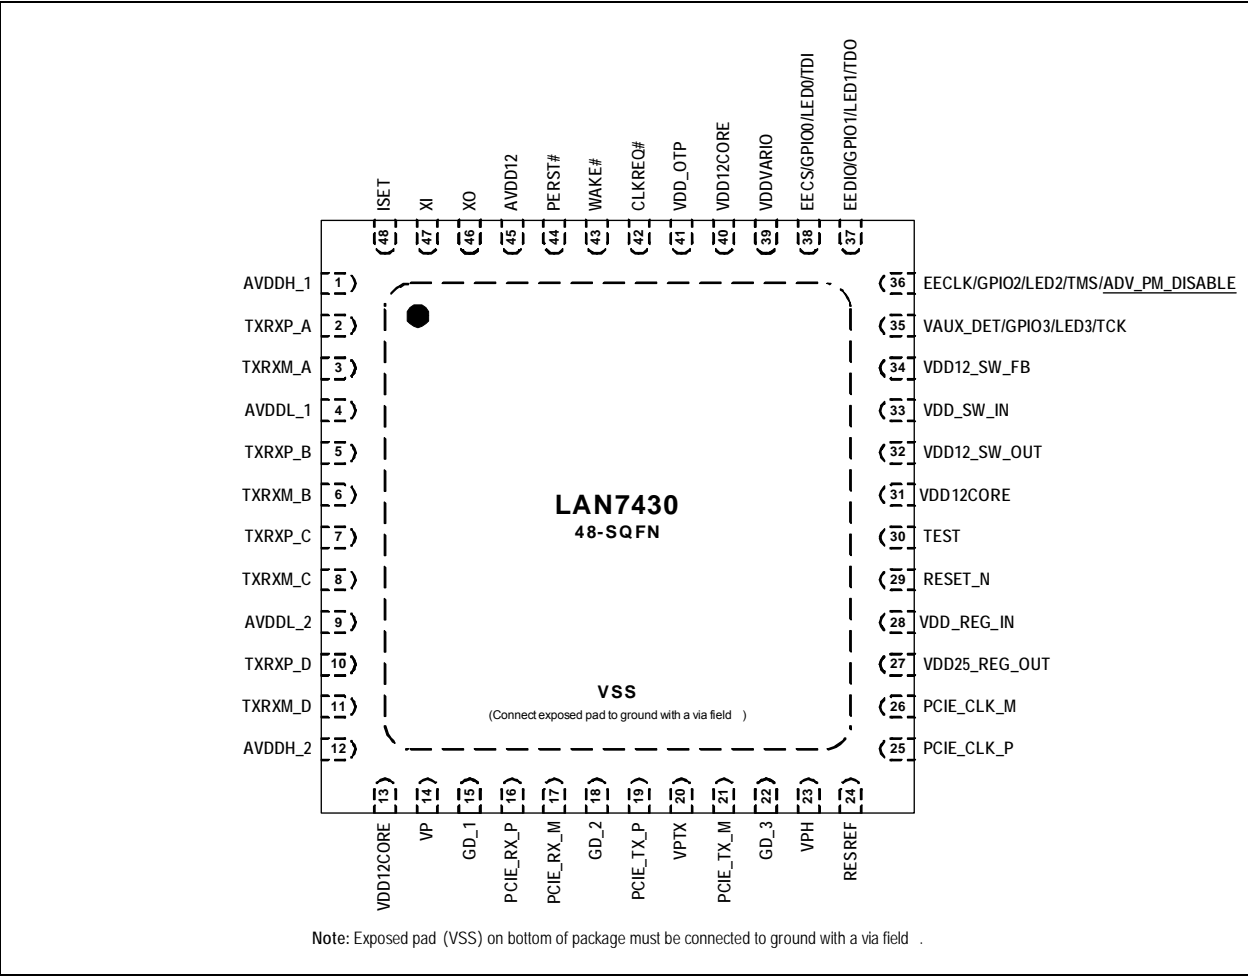 ISET
XI
XO
AVDD12
PERST#
WAKE#
CLKREQ#
VDD_OTP
VDD12CORE
VDDVARIO
EECS/GPIO0/LED0/TDI
EEDIO/GPIO1/LED1/TDO
48
47
46
45
44
43
42
41
40
39
38
37
AVDDH_1 1
TXRXP_A 2
TXRXM_A 3
AVDDL_1 4
TXRXP_B 5
TXRXM_B 6
TXRXP_C 7
TXRXM_C 8
AVDDL_2 9
TXRXP_D 10
TXRXM_D 11
AVDDH_2 12
36 EECLK/GPIO2/LED2/TMS/ADV_PM_DISABLE
35 VAUX_DET/GPIO3/LED3/TCK
34 VDD12_SW_FB
33 VDD_SW_IN
32 VDD12_SW_OUT
31 VDD12CORE
30 TEST
29 RESET_N
28 VDD_REG_IN
27 VDD25_REG_OUT
26 PCIE_CLK_M
25 PCIE_CLK_P
LAN7430
48-SQFN
VSS
(Connect exposed pad to ground with a via field )
13
14
15
16
17
18
19
20
21
22
23
24
VDD12CORE
VP
GD_1
PCIE_RX_P
PCIE_RX_M
GD_2
PCIE_TX_P
VPTX
PCIE_TX_M
GD_3
VPH
RESREF
Note: Exposed pad (VSS) on bottom of package must be connected to ground with a via field .